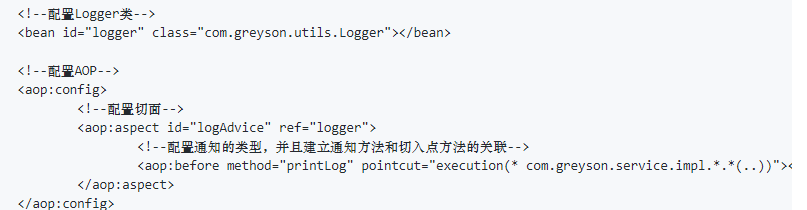 <!--配置Logger类-->
<bean id="logger" class="com.greyson.utils.Logger"></bean>
<!--配置AOP-->
<aop:config>
<!--配置切面-->
<aop:aspect id="logAdvice" ref="logger">
<!--配置通知的类型，并且建立通知方法和切入点方法的关联-->
<aop:before method="printLog" pointcut="execution(* com.greyson.service.impl.*.*(..))"><
</aop:aspect>
</aop:config>